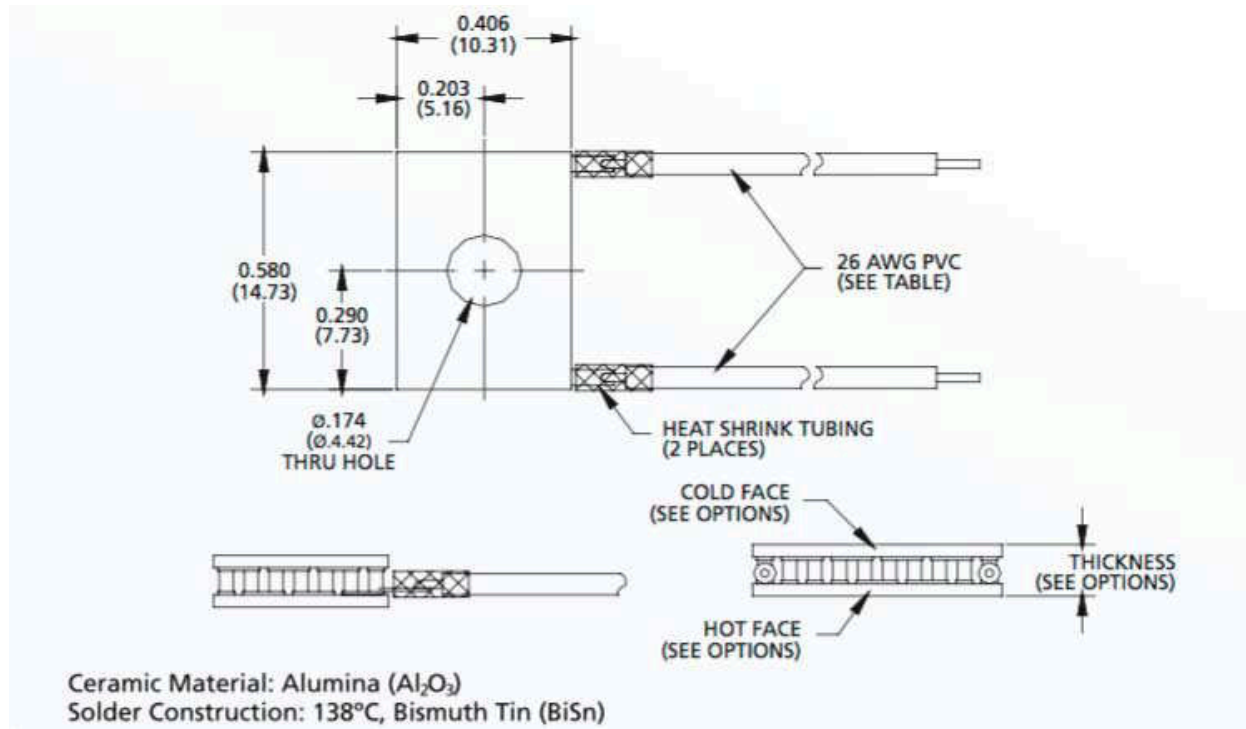 0.406
(10.31)
0.203
(5.16)
0.580
(14.73)
0.290
(7.73)
26 AWG PVC
(SEE TABLE)
Ø.174
(Ø.4.42)
THRU HOLE
HEAT SHRINK TUBING
(2 PLACES)
COLD FACE
(SEE OPTIONS)
THICKNESS
(SEE OPTIONS)
HOT FACE
(SEE OPTIONS)
Ceramic Material: Alumina (Al₂O₃)
Solder Construction: 138ºC, Bismuth Tin (BiSn)